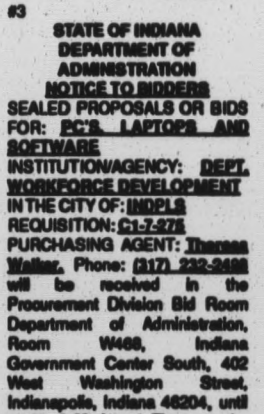 #3
STATE OF INDIANA
DEPARTMENT OF
ADMINISTRATION
NOTICE TO BIDDERS
SEALED PROPOSALS OR BIDS
FOR: PC'S, LAPTOPS AND
SOFTWARE
INSTITUTION/AGENCY: DEPT.
WORKFORCE DEVELOPMENT
IN THE CITY OF: INDPLS
REQUISITION: C1-7-275
PURCHASING AGENT: Theresa
Walker, Phone: (317)
will be received in the
Procurement Division Bid Room
Department of Administration,
Room W468, Indiana
Government Center South, 402
West Washington Street,
Indianapolis, Indiana 46204, until